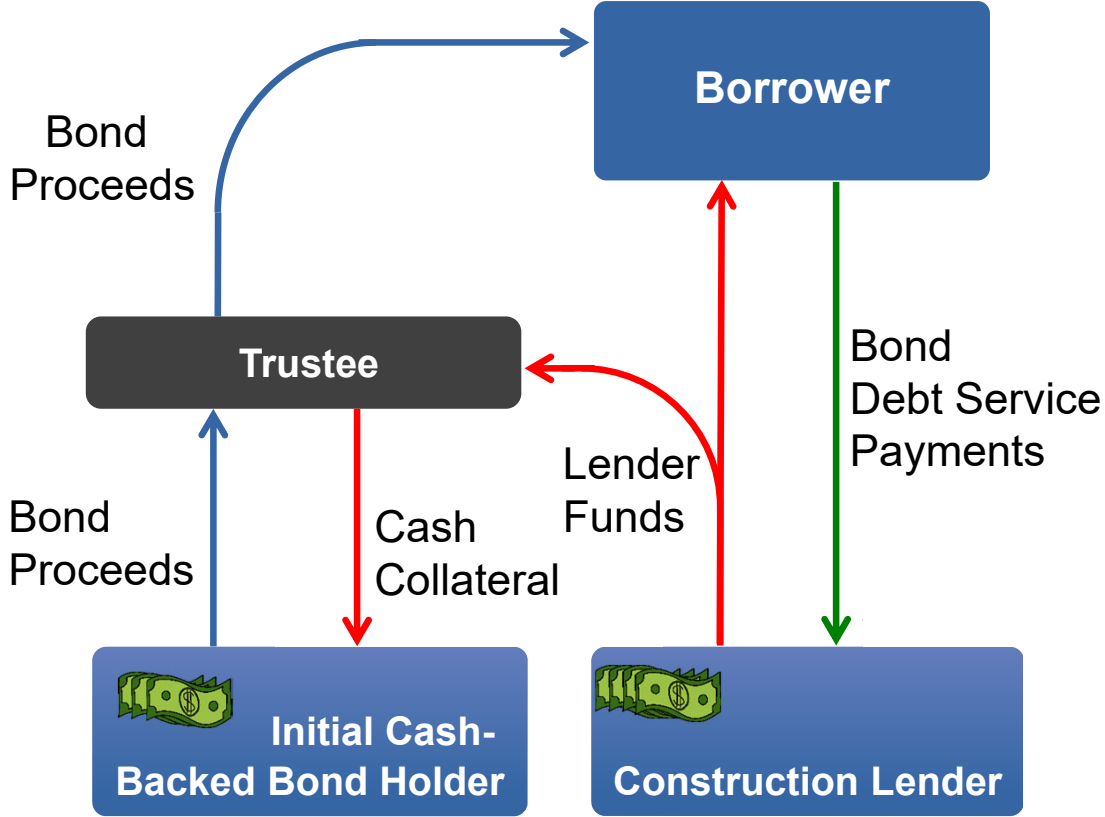 Borrower
Bond
Proceeds
Trustee
Bond
Debt Service
Payments
Lender
Funds
Bond
Proceeds
Cash
Collateral
Initial Cash-
Backed Bond Holder
Construction Lender